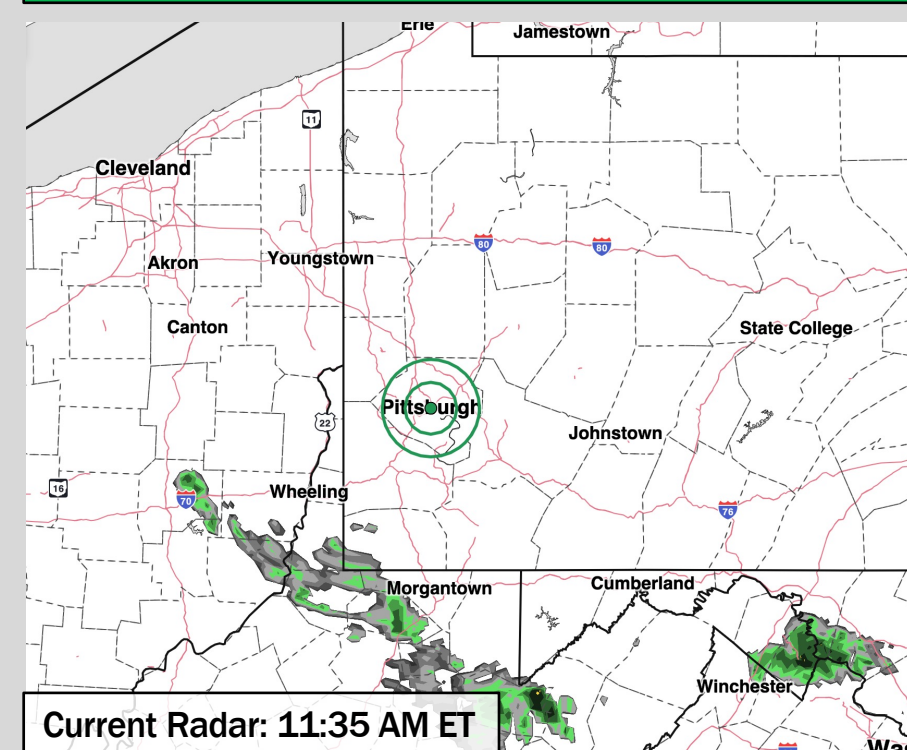 Erie
Jamestown
11
Cleveland
80
80
Akron
Youngstown
Canton
State College
Pittsburgh
22
Johnstown
16
70
Wheeling
76
Morgantown
Cumberland
Winchester
Current Radar: 11:35 AM ET